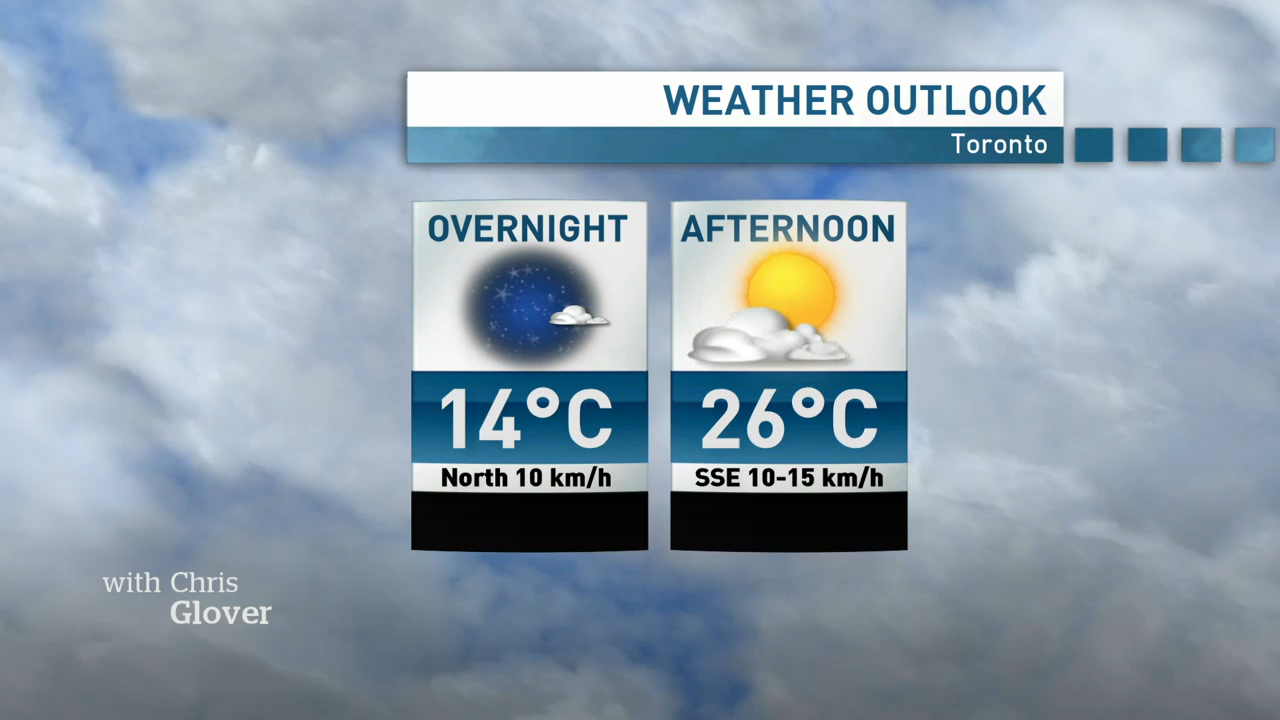 WEATHER OUTLOOK
Toronto
OVERNIGHT
14°C
North 10 km/h
AFTERNOON
26°C
SSE 10-15 km/h
with Chris
Glover